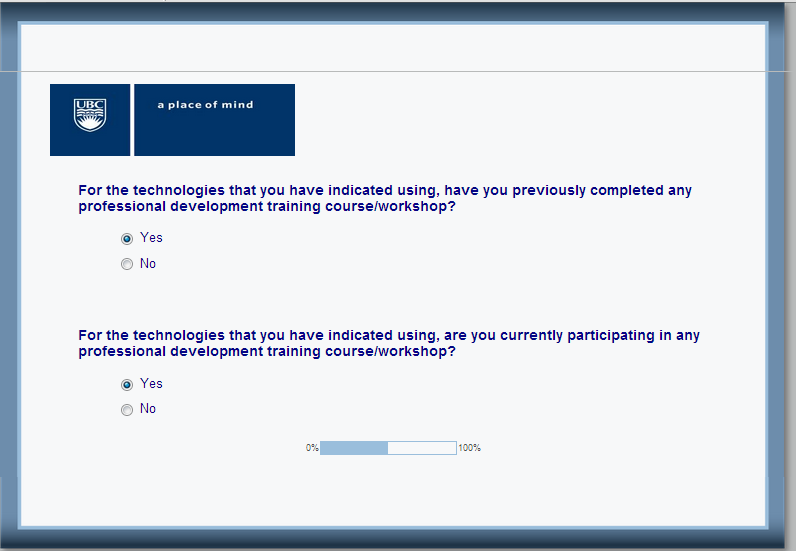 UBC
a place of mind
For the technologies that you have indicated using, have you previously completed any
professional development training course/workshop?
Yes
No
For the technologies that you have indicated using, are you currently participating in any
professional development training course/workshop?
Yes
No
0% 100%